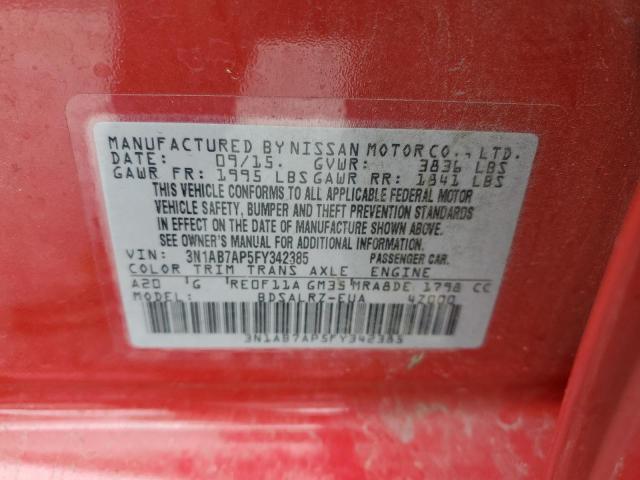 MANUFACTURED BY NISSAN MOTOR CO., LTD.
DATE: 09/15. GVWR: 3836 LBS
GAWR FR: 1995 LBS GAWR RR: 1841 LBS
THIS VEHICLE CONFORMS TO ALL APPLICABLE FEDERAL MOTOR
VEHICLE SAFETY, BUMPER AND THEFT PREVENTION STANDARDS
IN EFFECT ON THE DATE OF MANUFACTURE SHOWN ABOVE.
SEE OWNER'S MANUAL FOR ADDITIONAL INFORMATION.
VIN: 3N1AB7AP5FY342385 PASSENGER CAR.
COLOR TRIM TRANS AXLE ENGINE
A20 G RE0F11A GM35 MRA8DE 1798 CC
BDSALRZ-EUA 47000
3N1AB7AP5FY342385